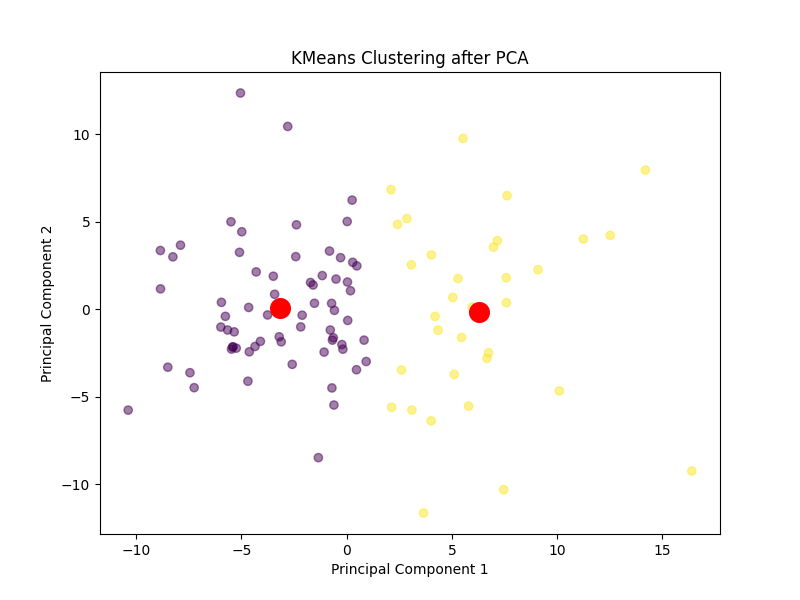 KMeans Clustering after PCA
10
5
0
−5
−10
Principal Component 2
−10 −5 0 5 10 15
Principal Component 1